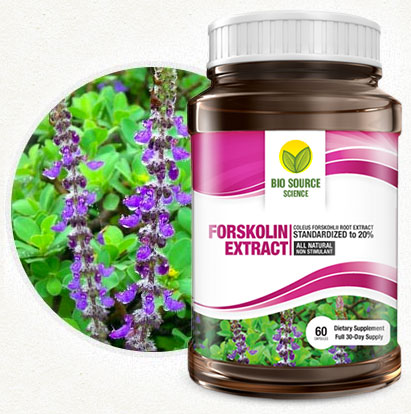 BIO SOURCE
SCIENCE
FORSKOLIN
EXTRACT
COLEUS FORSKOHLII ROOT EXTRACT
STANDARDIZED to 20%
ALL NATURAL
NON STIMULANT
60
CAPSULES
Dietary Supplement
Full 30-Day Supply